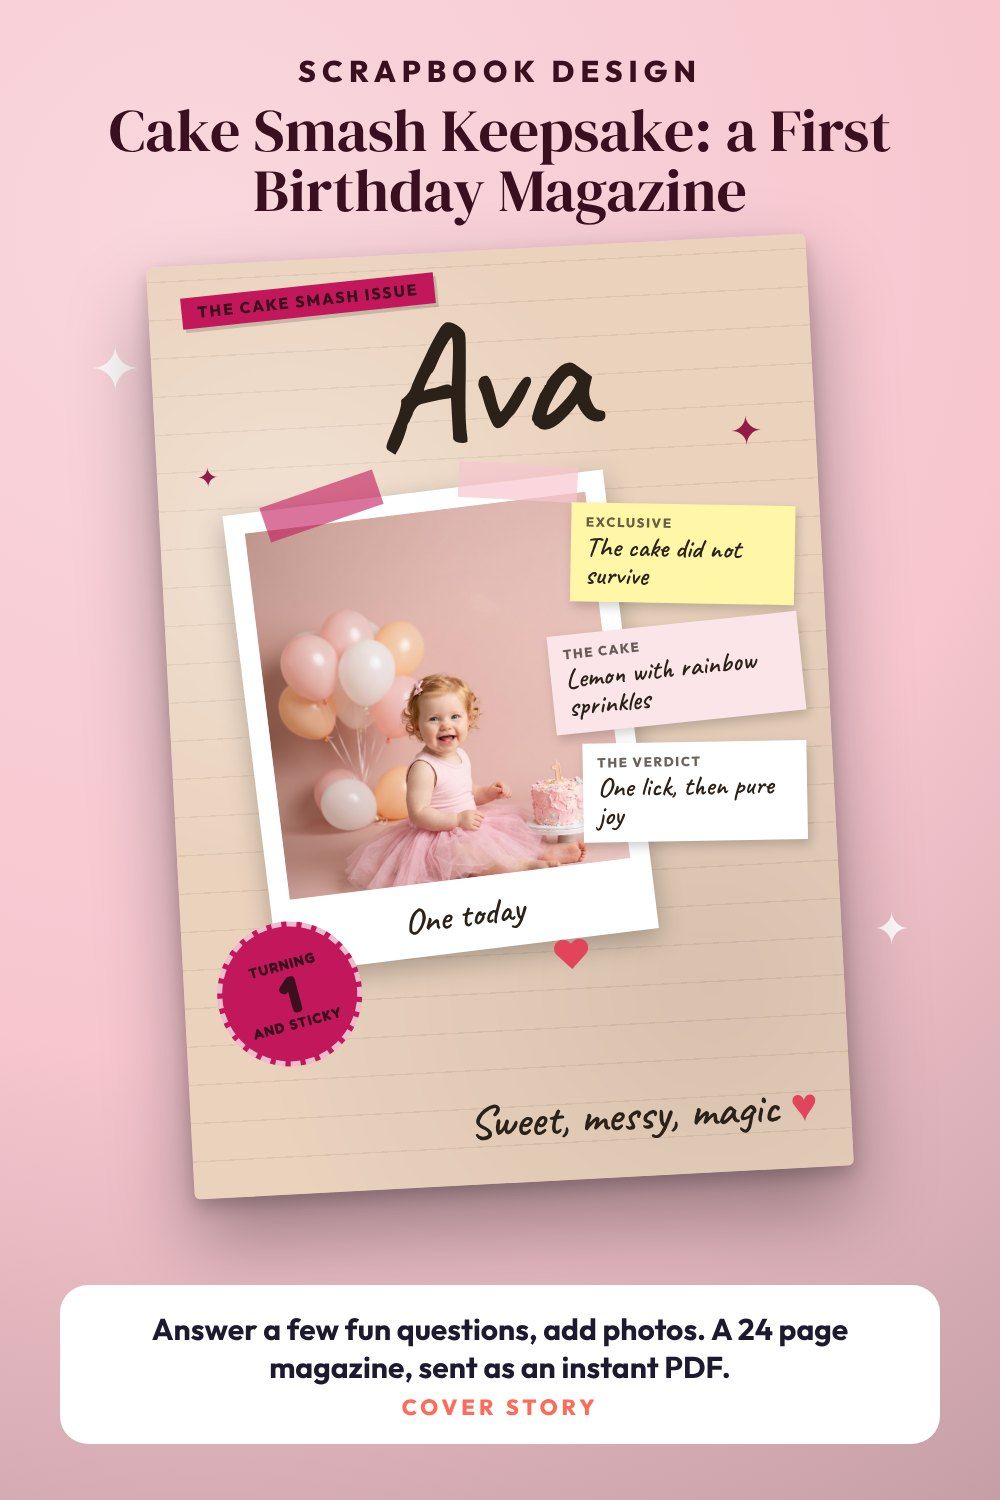 SCRAPBOOK DESIGN
Cake Smash Keepsake: a First
Birthday Magazine
THE CAKE SMASH ISSUE
Ava
EXCLUSIVE
The cake did not
survive
THE CAKE
Lemon with rainbow
sprinkles
THE VERDICT
One lick, then pure
joy
One today
TURNING
1
AND STICKY
Sweet, messy, magic ♥
Answer a few fun questions, add photos. A 24 page
magazine, sent as an instant PDF.
COVER STORY